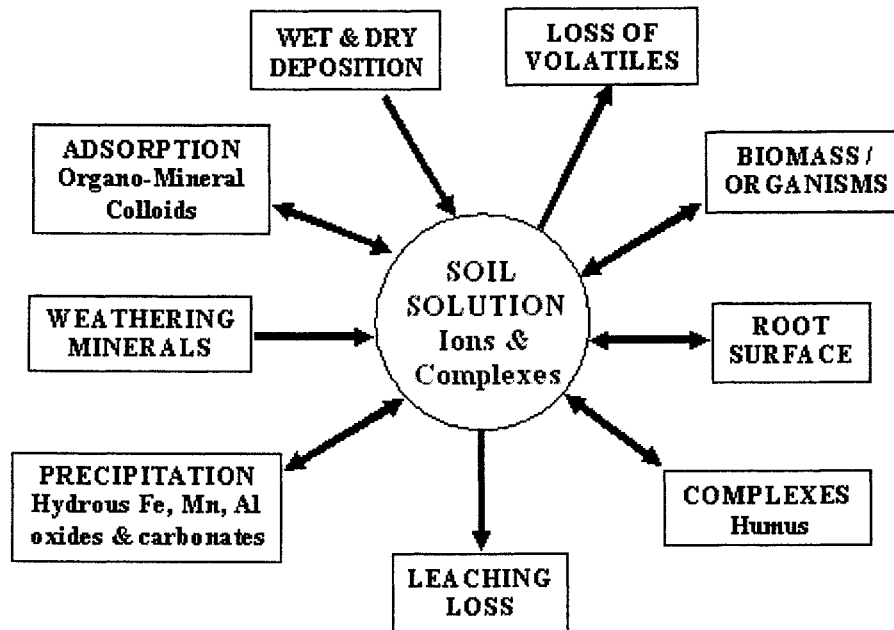 WET & DRY
DEPOSITION
LOSS OF
VOLATILES
ADSORPTION
Organo-Mineral
Colloids
BIOMASS /
ORGANISMS
SOIL
SOLUTION
Ions &
Complexes
WEATHERING
MINERALS
ROOT
SURFACE
PRECIPITATION
Hydrous Fe, Mn, Al
oxides & carbonates
COMPLEXES
Humus
LEACHING
LOSS